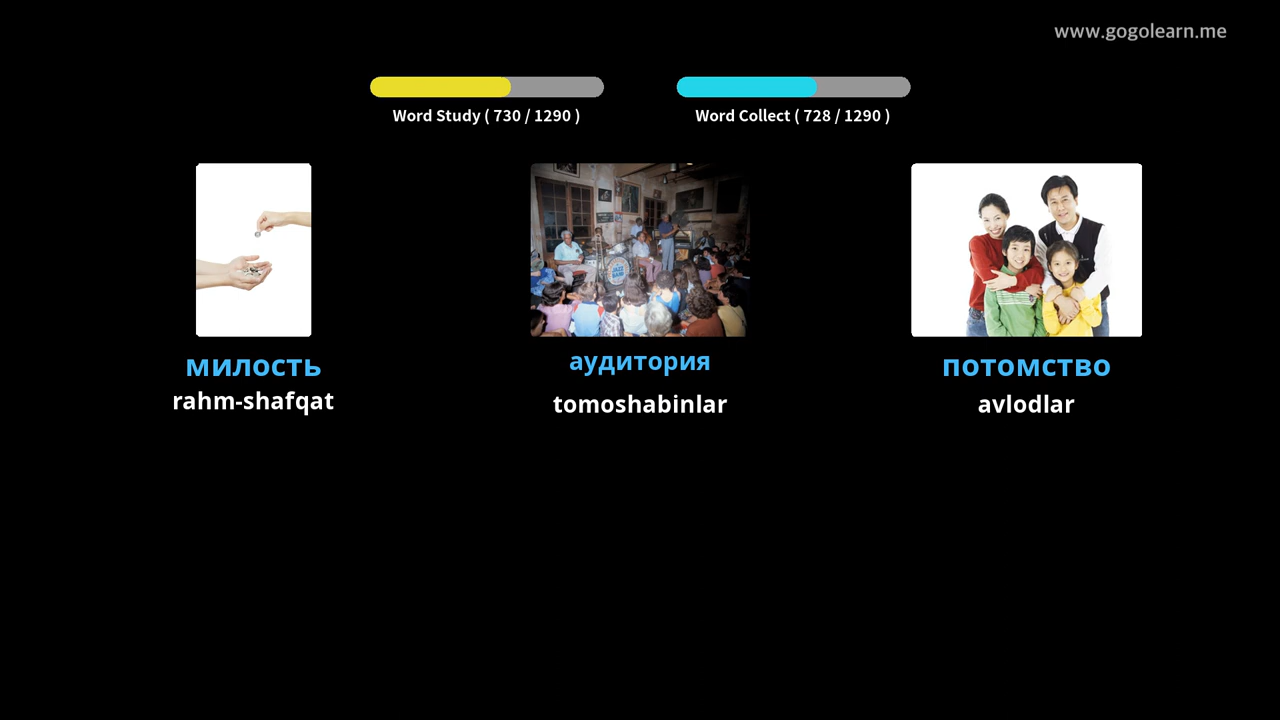 www.gogolearn.me
Word Study ( 730 / 1290 )
Word Collect ( 728 / 1290 )
милость
аудитория
потомство
rahm-shafqat
tomoshabinlar
avlodlar